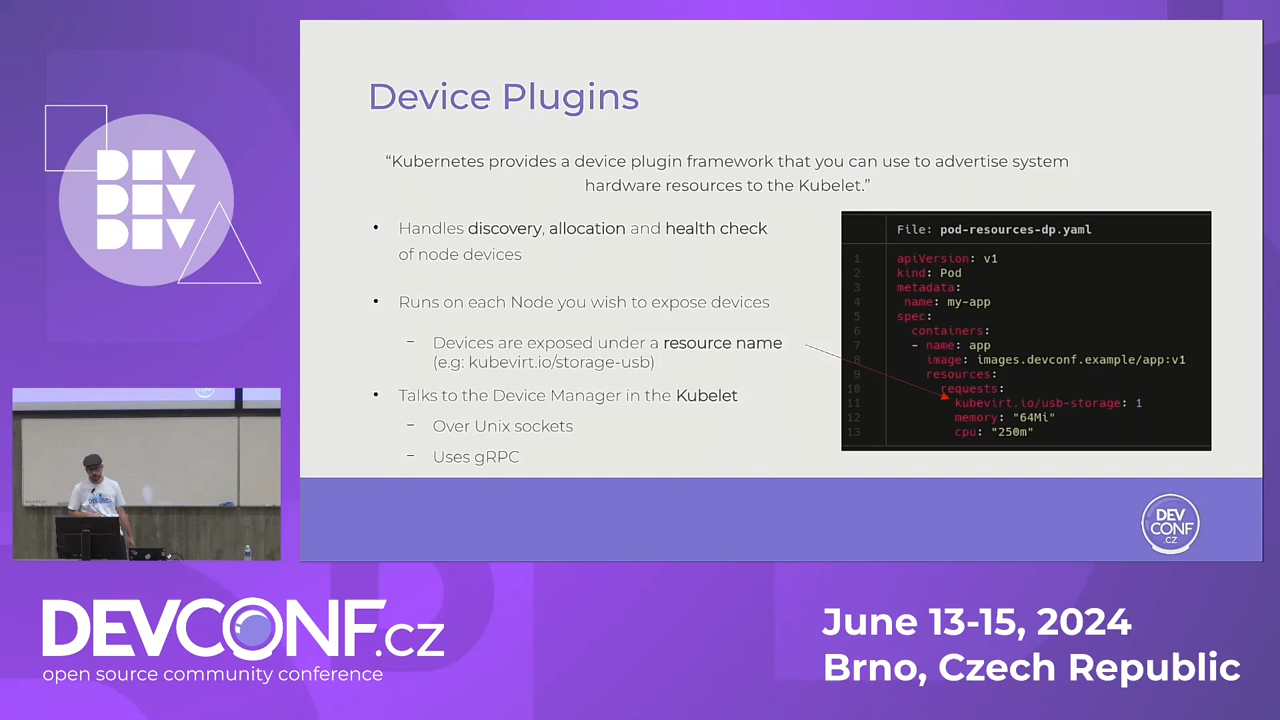 Device Plugins
“Kubernetes provides a device plugin framework that you can use to advertise system
hardware resources to the Kubelet.”
• Handles discovery, allocation and health check
of node devices
• Runs on each Node you wish to expose devices
– Devices are exposed under a resource name
(e.g: kubevirt.io/storage-usb)
• Talks to the Device Manager in the Kubelet
– Over Unix sockets
– Uses gRPC
File: pod-resources-dp.yaml
1 apiVersion: v1
2 kind: Pod
3 metadata:
4 name: my-app
5 spec:
6 containers:
7 - name: app
8 image: images.devconf.example/app:v1
9 resources:
10 requests:
11 kubevirt.io/usb-storage: 1
12 memory: "64Mi"
13 cpu: "250m"
DEV
CONF
.CZ
DEV
DEV
DEV
DEVCONF.cz
open source community conference
June 13-15, 2024
Brno, Czech Republic